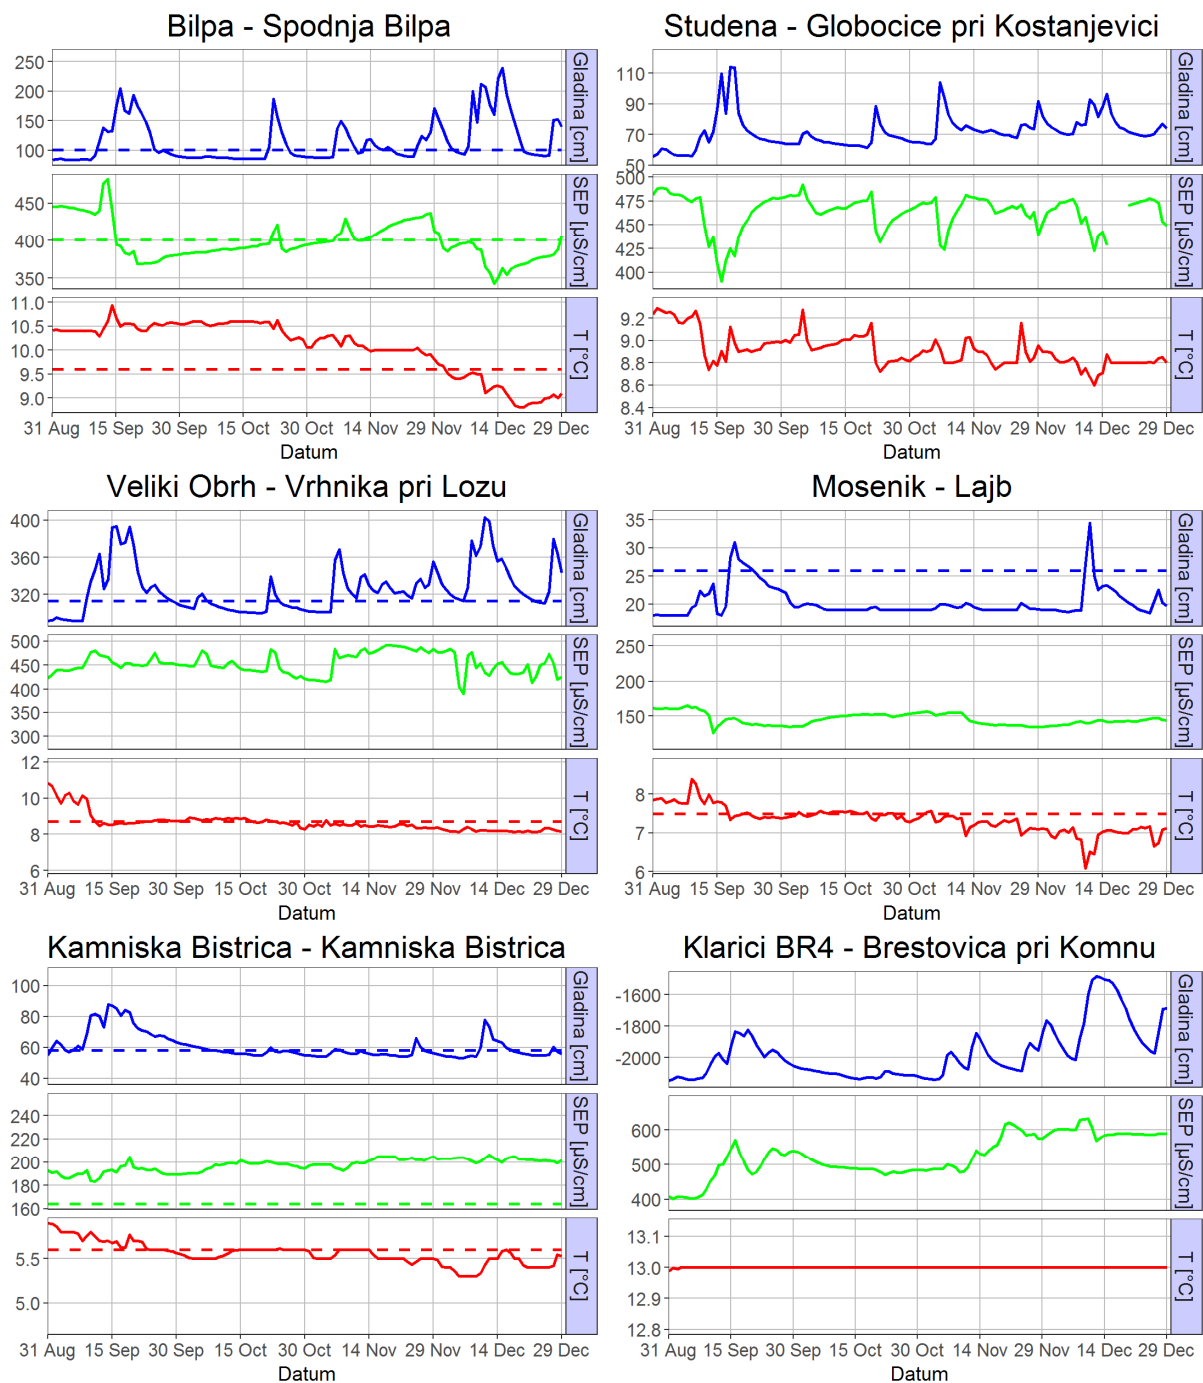 Bilpa - Spodnja Bilpa
250
200
150
100
Gladina [cm]
450
400
350
SEP [µS/cm]
11.0
10.5
10.0
9.5
9.0
T [°C]
31 Aug 15 Sep 30 Sep 15 Oct 30 Oct 14 Nov 29 Nov 14 Dec 29 Dec
Datum
Studena - Globocice pri Kostanjevici
110
90
70
50
Gladina [cm]
500
475
450
425
400
SEP [µS/cm]
9.2
9.0
8.8
8.6
8.4
T [°C]
31 Aug 15 Sep 30 Sep 15 Oct 30 Oct 14 Nov 29 Nov 14 Dec 29 Dec
Datum
Veliki Obrh - Vrhnika pri Lozu
400
360
320
Gladina [cm]
500
450
400
350
300
SEP [µS/cm]
12
10
8
6
T [°C]
31 Aug 15 Sep 30 Sep 15 Oct 30 Oct 14 Nov 29 Nov 14 Dec 29 Dec
Datum
Mosenik - Lajb
35
30
25
20
Gladina [cm]
250
200
150
SEP [µS/cm]
8
7
6
T [°C]
31 Aug 15 Sep 30 Sep 15 Oct 30 Oct 14 Nov 29 Nov 14 Dec 29 Dec
Datum
Kamniska Bistrica - Kamniska Bistrica
100
80
60
40
Gladina [cm]
240
220
200
180
160
SEP [µS/cm]
5.5
5.0
T [°C]
31 Aug 15 Sep 30 Sep 15 Oct 30 Oct 14 Nov 29 Nov 14 Dec 29 Dec
Datum
Klarici BR4 - Brestovica pri Komnu
-1600
-1800
-2000
Gladina [cm]
600
500
400
SEP [µS/cm]
13.1
13.0
12.9
12.8
T [°C]
31 Aug 15 Sep 30 Sep 15 Oct 30 Oct 14 Nov 29 Nov 14 Dec 29 Dec
Datum